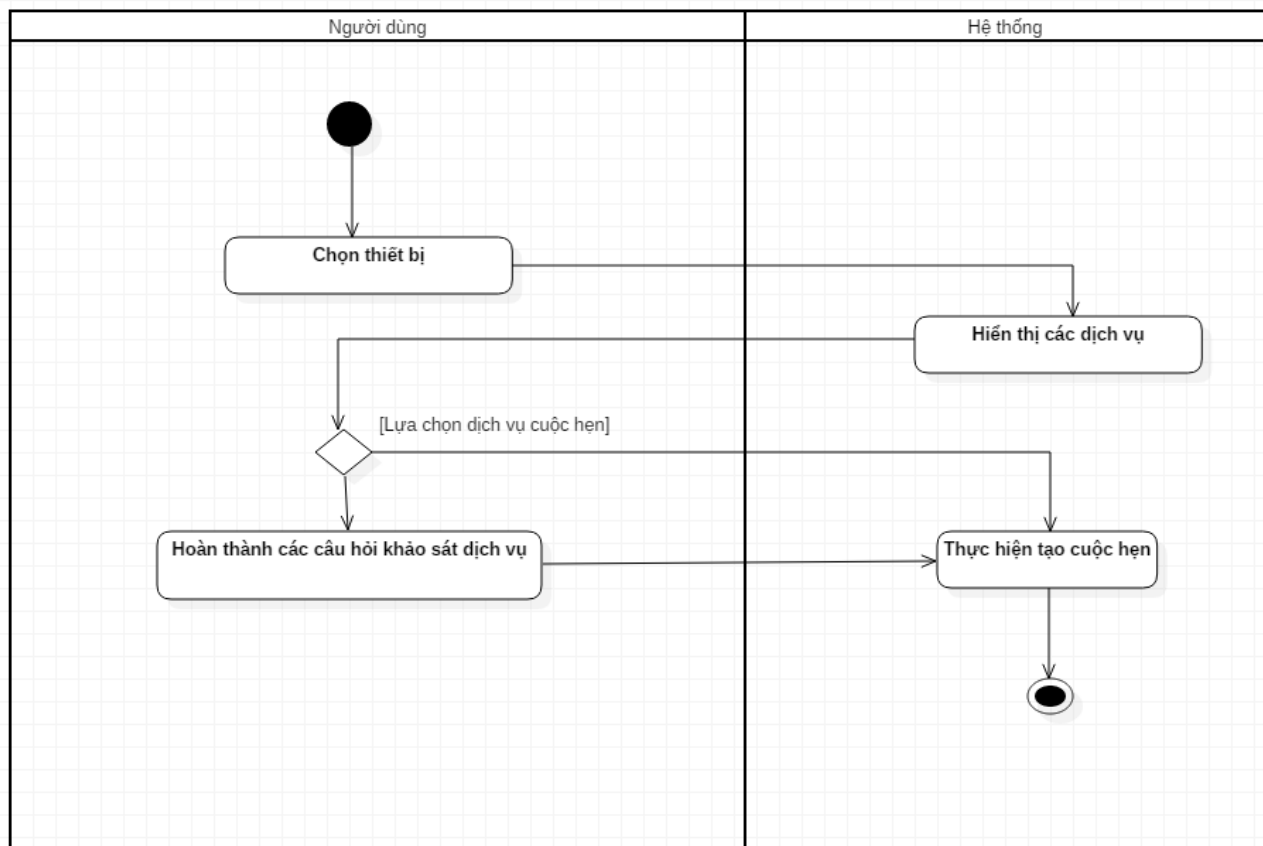 Người dùng
Hệ thống
Chọn thiết bị
Hiển thị các dịch vụ
[Lựa chọn dịch vụ cuộc hẹn]
Hoàn thành các câu hỏi khảo sát dịch vụ
Thực hiện tạo cuộc hẹn